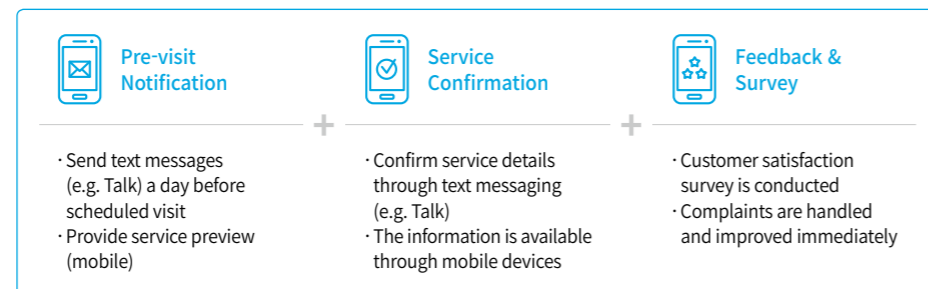 Pre-visit
Notification
· Send text messages
(e.g. Talk) a day before
scheduled visit
· Provide service preview
(mobile)
Service
Confirmation
· Confirm service details
through text messaging
(e.g. Talk)
· The information is available
through mobile devices
Feedback &
Survey
· Customer satisfaction
survey is conducted
· Complaints are handled
and improved immediately